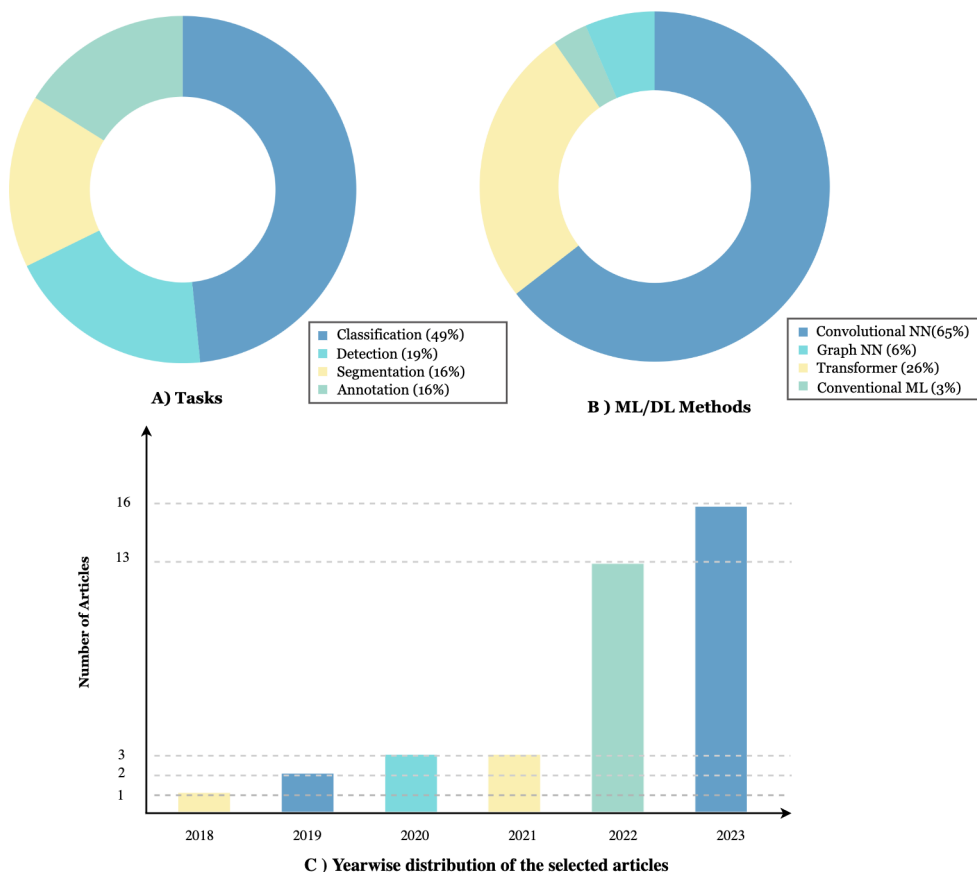 Classification (49%)
Detection (19%)
Segmentation (16%)
Annotation (16%)
A) Tasks
Convolutional NN(65%)
Graph NN (6%)
Transformer (26%)
Conventional ML (3%)
B ) ML/DL Methods
Number of Articles
16
13
3
2
1
2018 2019 2020 2021 2022 2023
C ) Yearwise distribution of the selected articles